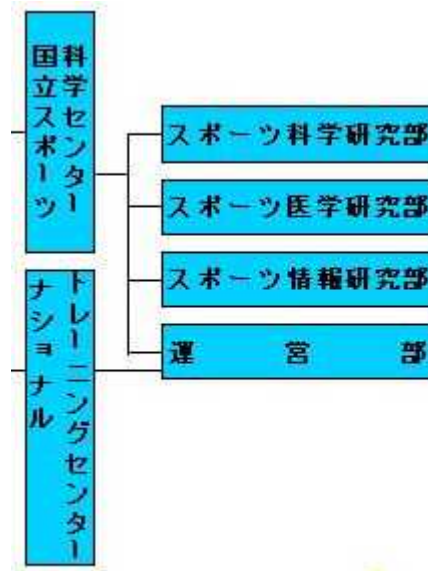 国立スポーツ
科学センター
スポーツ科学研究部
スポーツ医学研究部
スポーツ情報研究部
運営部
ナショナル
トレーニングセンター